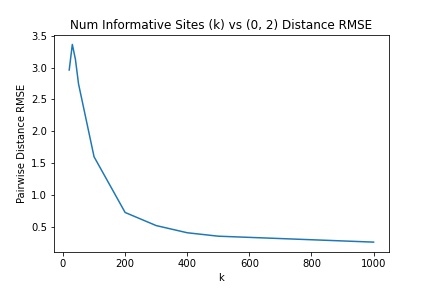 Num Informative Sites (k) vs (0, 2) Distance RMSE
Pairwise Distance RMSE
3.5
3.0
2.5
2.0
1.5
1.0
0.5
0 200 400 600 800 1000
k